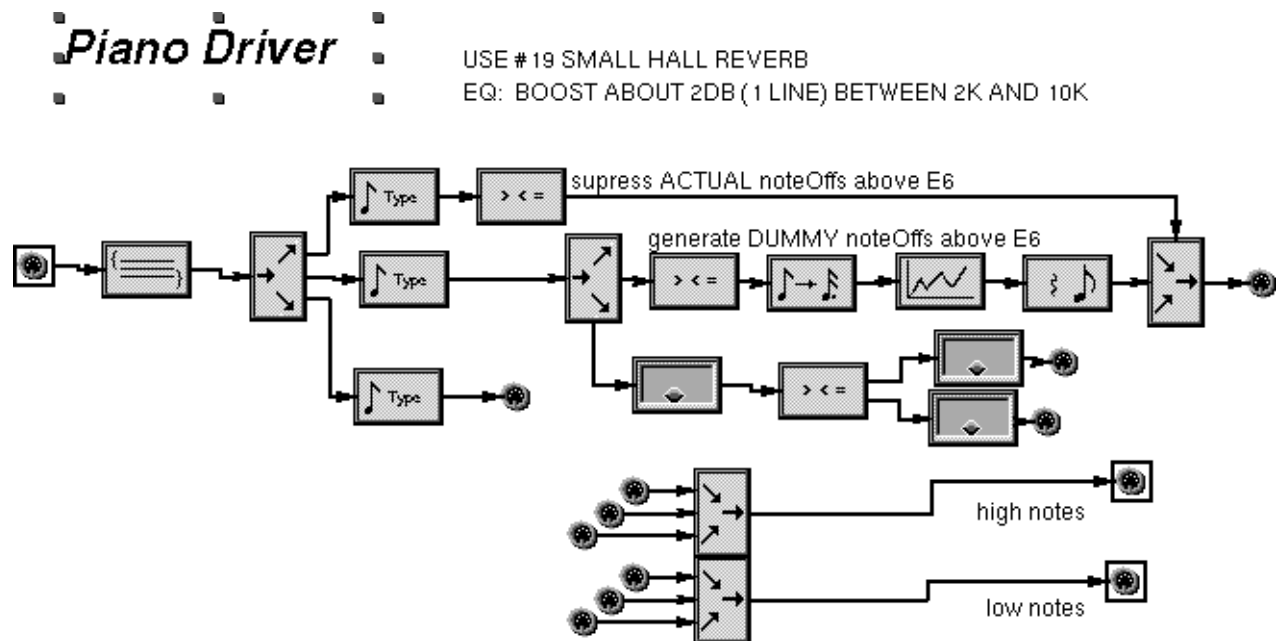 Piano Driver
USE #19 SMALL HALL REVERB
EQ: BOOST ABOUT 2DB (1 LINE) BETWEEN 2K AND 10K
Type
> < =
supress ACTUAL noteOffs above E6
generate DUMMY noteOffs above E6
Type
> < =
Type
> < =
high notes
low notes